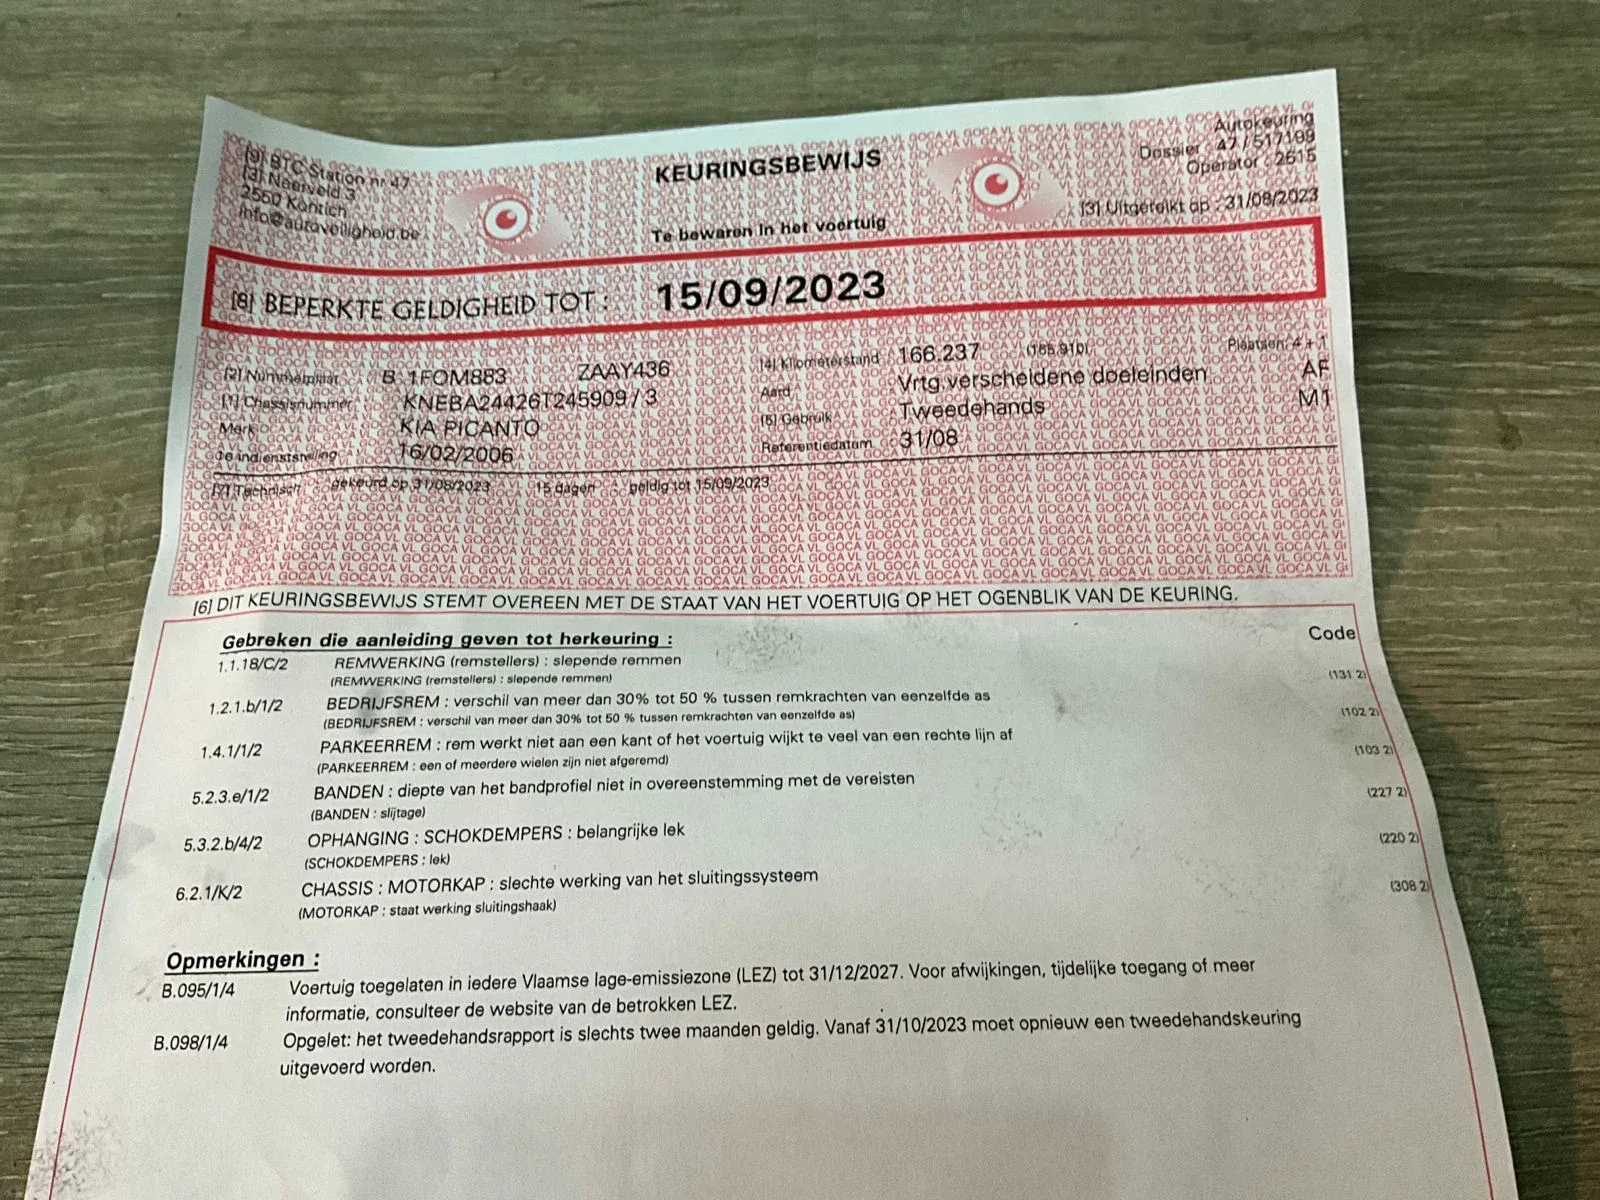 [9] BTC Station nr 47
[3] Neerveld 3
2550 Kontich
info@autoveiligheid.be
KEURINGSBEWIJS
Te bewaren in het voertuig
Autokeuring
Dossier : 47 / 517199
Operator : 2615
[3] Uitgereikt op : 31/08/2023
[8] BEPERKTE GELDIGHEID TOT : 15/09/2023
[2] Nummerplaat B 1FOM883 ZAAY436
[1] Chassisnummer : KNEBA24426T245909 / 3
Merk KIA PICANTO
1e indienststelling 16/02/2006
[4] Kilometerstand 166.237 (165.910) Plaatsen: 4 + 1
Aard Vrtg.verscheidene doeleinden AF
[5] Gebruik Tweedehands M1
Referentiedatum 31/08
[7] Technisch gekeurd op 31/08/2023 15 dagen geldig tot 15/09/2023
GOCA VL GOCA VL GOCA VL GOCA VL
[6] DIT KEURINGSBEWIJS STEMT OVEREEN MET DE STAAT VAN HET VOERTUIG OP HET OGENBLIK VAN DE KEURING.
Gebreken die aanleiding geven tot herkeuring : Code
1.1.18/C/2 REMWERKING (remstellers) : slepende remmen
(REMWERKING (remstellers) : slepende remmen) (131 2)
1.2.1.b/1/2 BEDRIJFSREM : verschil van meer dan 30% tot 50 % tussen remkrachten van eenzelfde as
(BEDRIJFSREM : verschil van meer dan 30% tot 50 % tussen remkrachten van eenzelfde as) (102 2)
1.4.1/1/2 PARKEERREM : rem werkt niet aan een kant of het voertuig wijkt te veel van een rechte lijn af
(PARKEERREM : een of meerdere wielen zijn niet afgeremd) (103 2)
5.2.3.e/1/2 BANDEN : diepte van het bandprofiel niet in overeenstemming met de vereisten
(BANDEN : slijtage) (227 2)
5.3.2.b/4/2 OPHANGING : SCHOKDEMPERS : belangrijke lek
(SCHOKDEMPERS : lek) (220 2)
6.2.1/K/2 CHASSIS : MOTORKAP : slechte werking van het sluitingssysteem
(MOTORKAP : staat werking sluitingshaak) (308 2)
Opmerkingen :
B.095/1/4 Voertuig toegelaten in iedere Vlaamse lage-emissiezone (LEZ) tot 31/12/2027. Voor afwijkingen, tijdelijke toegang of meer
informatie, consulteer de website van de betrokken LEZ.
B.098/1/4 Opgelet: het tweedehandsrapport is slechts twee maanden geldig. Vanaf 31/10/2023 moet opnieuw een tweedehandskeuring
uitgevoerd worden.